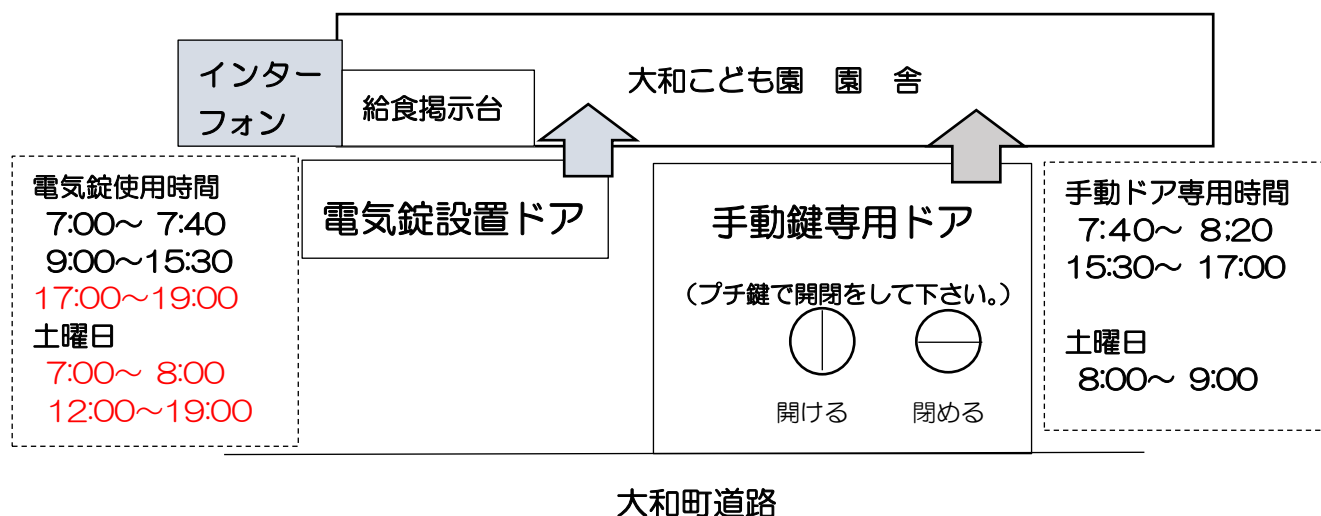 インター
フォン
給食掲示台
大和こども園　園　舎
電気錠使用時間
7:00～ 7:40
9:00～15:30
17:00～19:00
土曜日
7:00～ 8:00
12:00～19:00
電気錠設置ドア
手動鍵専用ドア
（プチ鍵で開閉をして下さい。）
開ける　閉める
手動ドア専用時間
7:40～ 8;20
15:30～ 17:00
土曜日
8:00～ 9:00
大和町道路